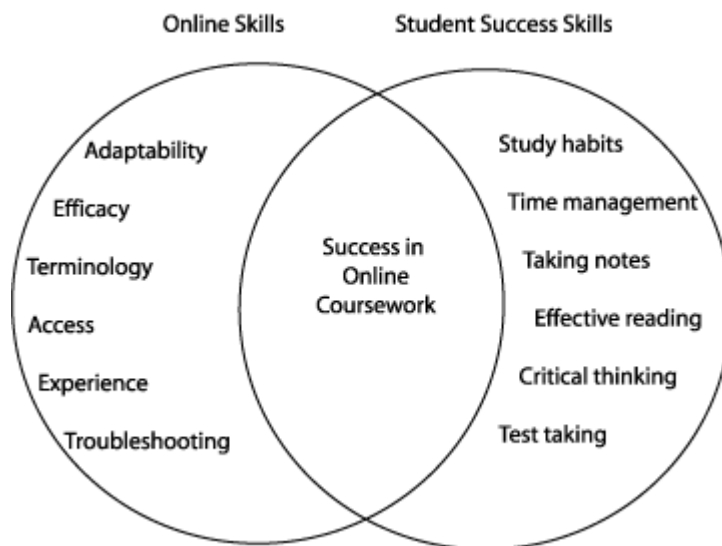 Online Skills
Student Success Skills
Adaptability
Efficacy
Terminology
Access
Experience
Troubleshooting
Success in
Online
Coursework
Study habits
Time management
Taking notes
Effective reading
Critical thinking
Test taking